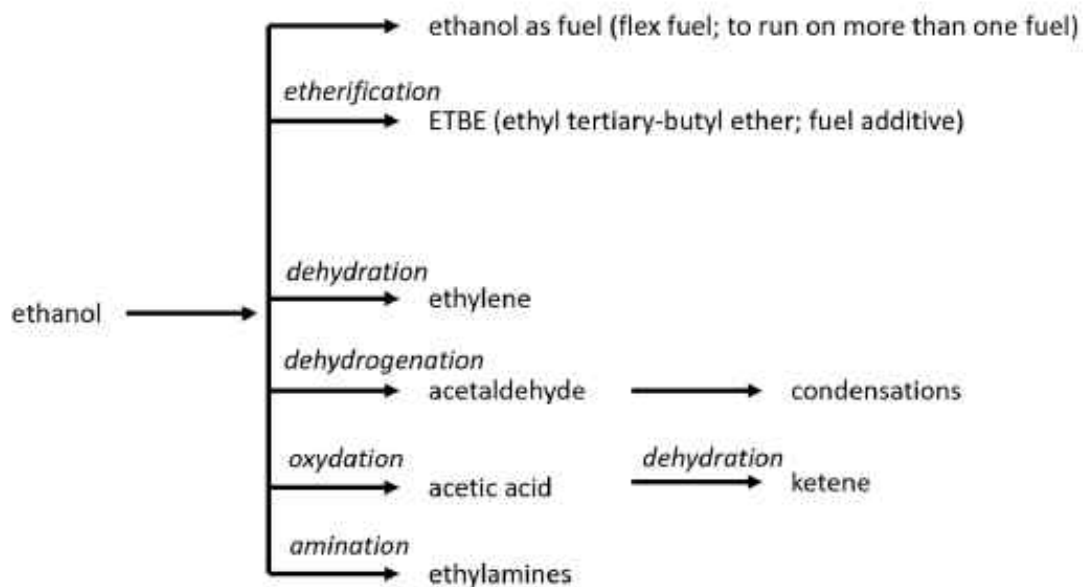 ethanol as fuel (flex fuel; to run on more than one fuel)
etherification
ETBE (ethyl tertiary-butyl ether; fuel additive)
dehydration
ethylene
ethanol
dehydrogenation
acetaldehyde
condensations
oxydation
acetic acid
dehydration
ketene
amination
ethylamines